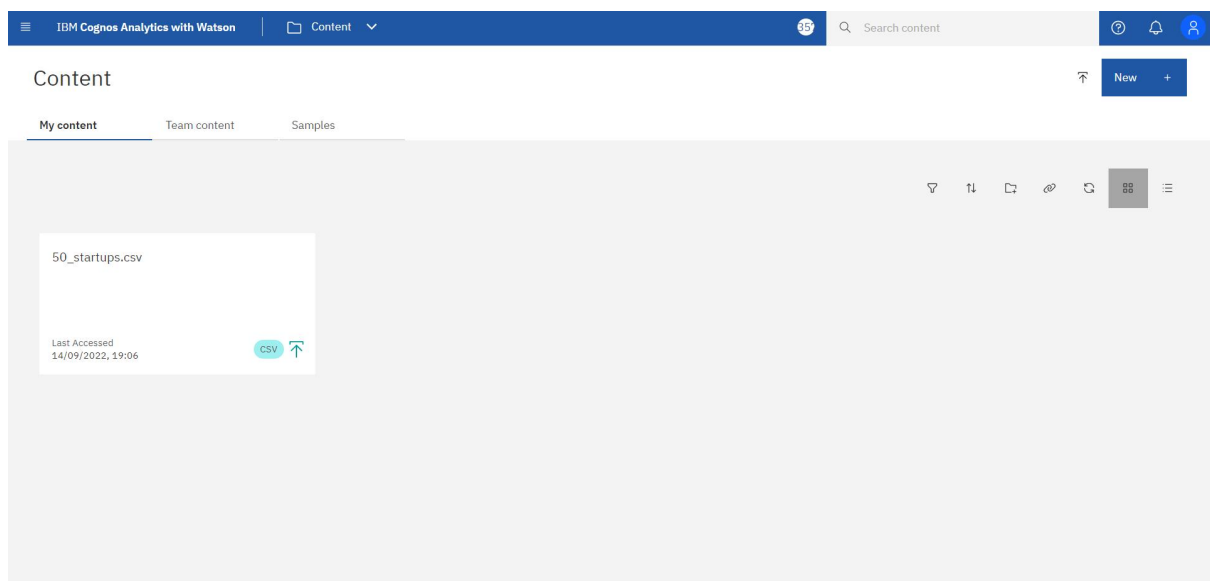 IBM Cognos Analytics with Watson
Content
357
Search content
Content
New +
My content
Team content
Samples
50_startups.csv
Last Accessed
14/09/2022, 19:06
CSV